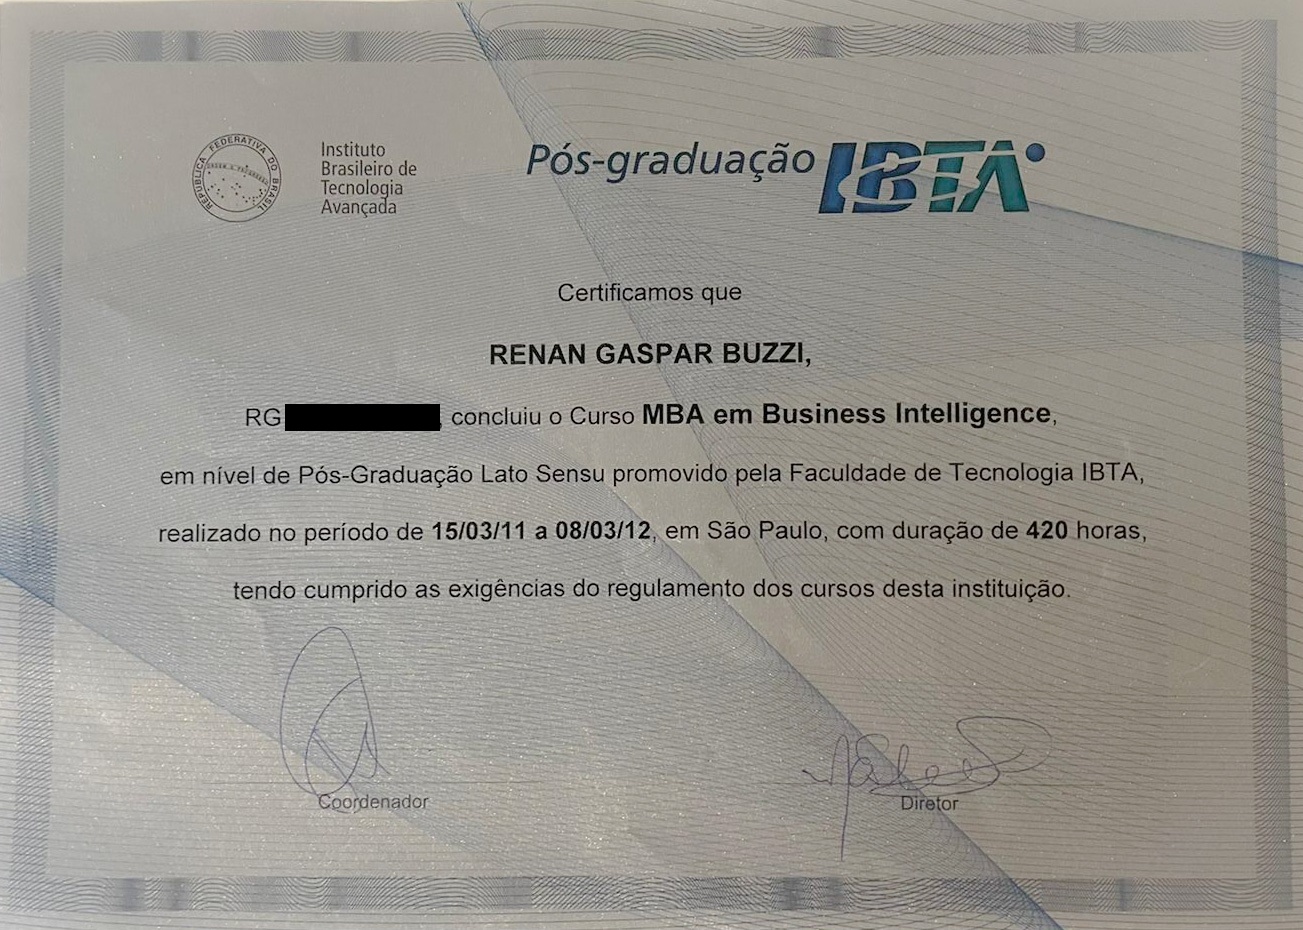 REPÚBLICA FEDERATIVA DO BRASIL
ORDEM E PROGRESSO
Instituto
Brasileiro de
Tecnologia
Avançada
Pós-graduação IBTA
Certificamos que
RENAN GASPAR BUZZI,
RG , concluiu o Curso MBA em Business Intelligence,
em nível de Pós-Graduação Lato Sensu promovido pela Faculdade de Tecnologia IBTA,
realizado no período de 15/03/11 a 08/03/12, em São Paulo, com duração de 420 horas,
tendo cumprido as exigências do regulamento dos cursos desta instituição.
Coordenador
Diretor